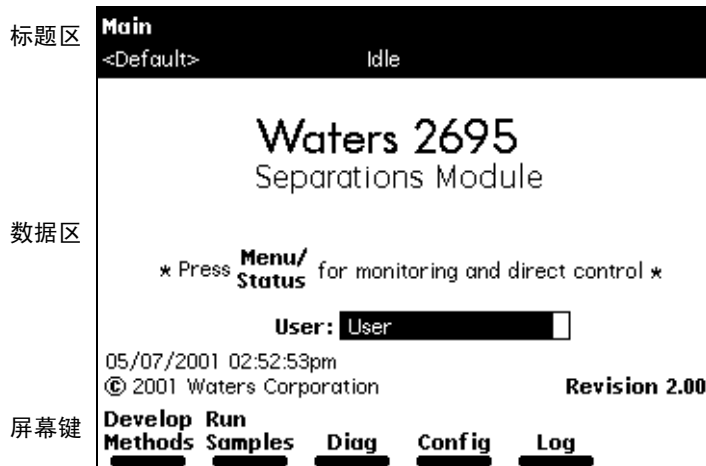 标题区
Main
<Default> Idle
Waters 2695
Separations Module
数据区
* Press Menu/ Status for monitoring and direct control *
User: User
05/07/2001 02:52:53pm
© 2001 Waters Corporation Revision 2.00
屏幕键
Develop Methods Run Samples Diag Config Log